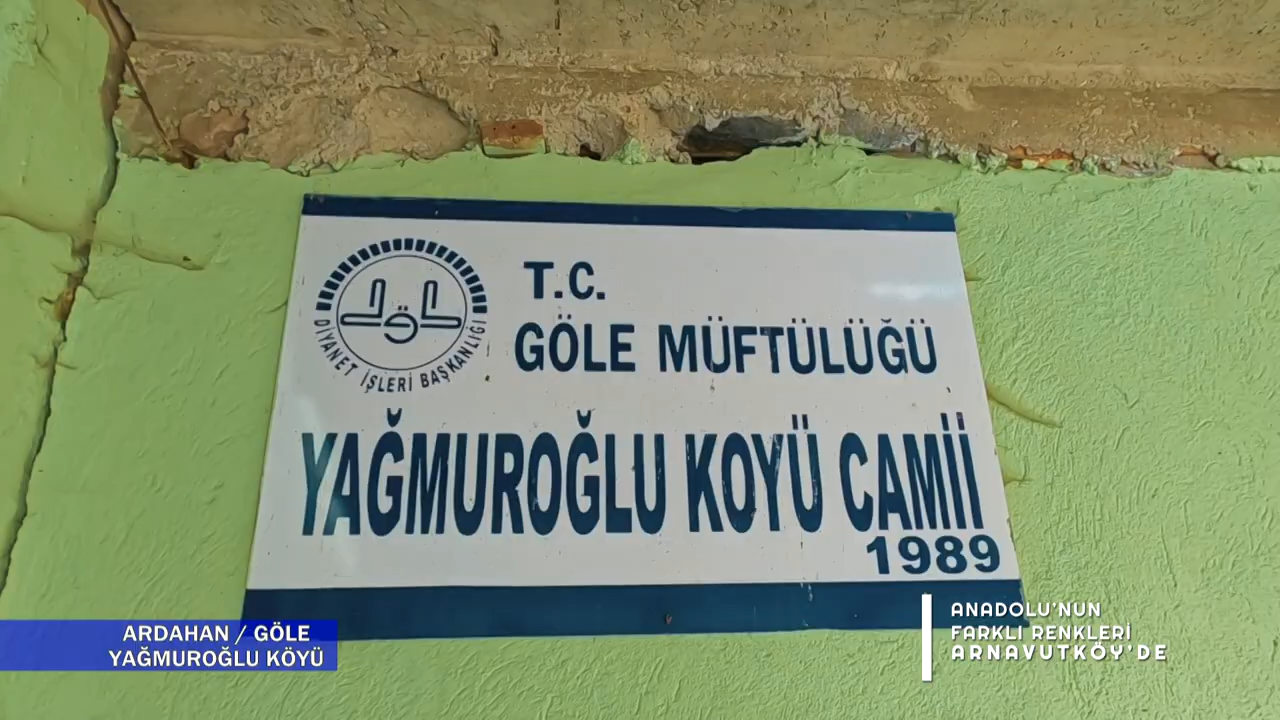 T.C.
GÖLE MÜFTÜLÜĞÜ
DİYANET İŞLERİ BAŞKANLIĞI
YAĞMUROĞLU KOYÜ CAMİİ
1989
ARDAHAN / GÖLE
YAĞMUROĞLU KÖYÜ
ANADOLU'NUN
FARKLI RENKLERİ
ARNAVUTKÖY'DE